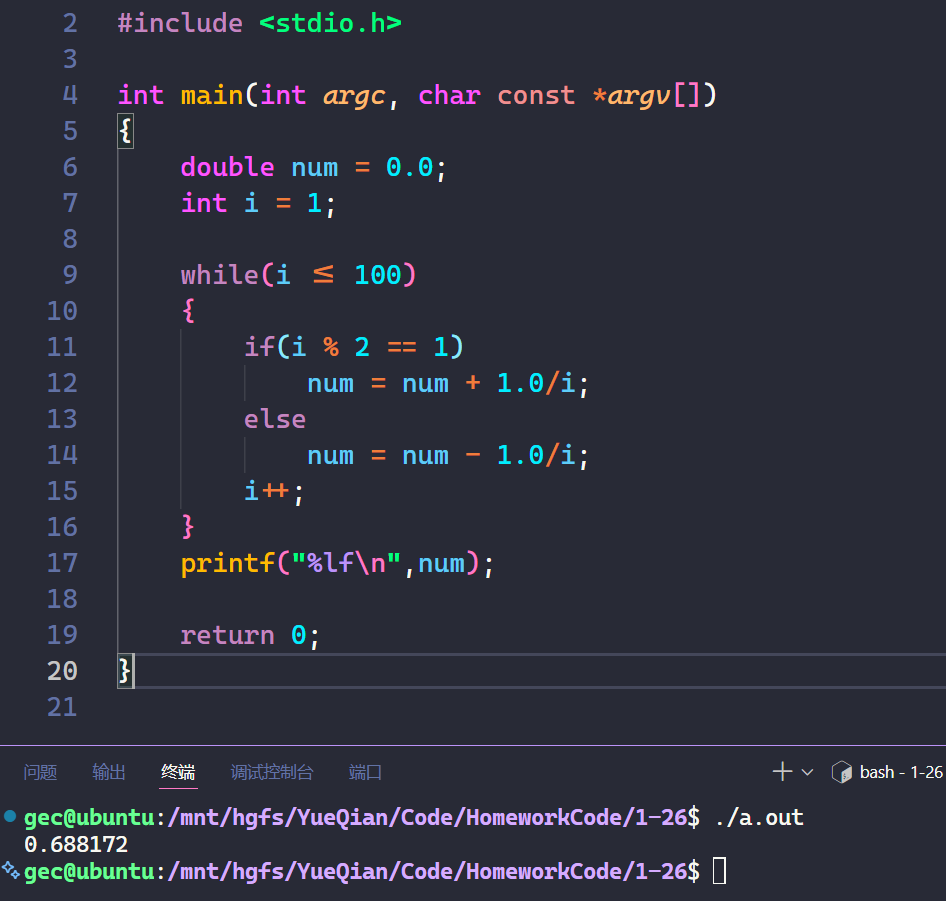 2 #include <stdio.h>
3
4 int main(int argc, char const *argv[])
5 {
6 double num = 0.0;
7 int i = 1;
8
9 while(i <= 100)
10 {
11 if(i % 2 == 1)
12 num = num + 1.0/i;
13 else
14 num = num - 1.0/i;
15 i++;
16 }
17 printf("%lf\n",num);
18
19 return 0;
20 }
21
问题 输出 终端 调试控制台 端口 bash - 1-26
gec@ubuntu:/mnt/hgfs/YueQian/Code/HomeworkCode/1-26$ ./a.out
0.688172
gec@ubuntu:/mnt/hgfs/YueQian/Code/HomeworkCode/1-26$